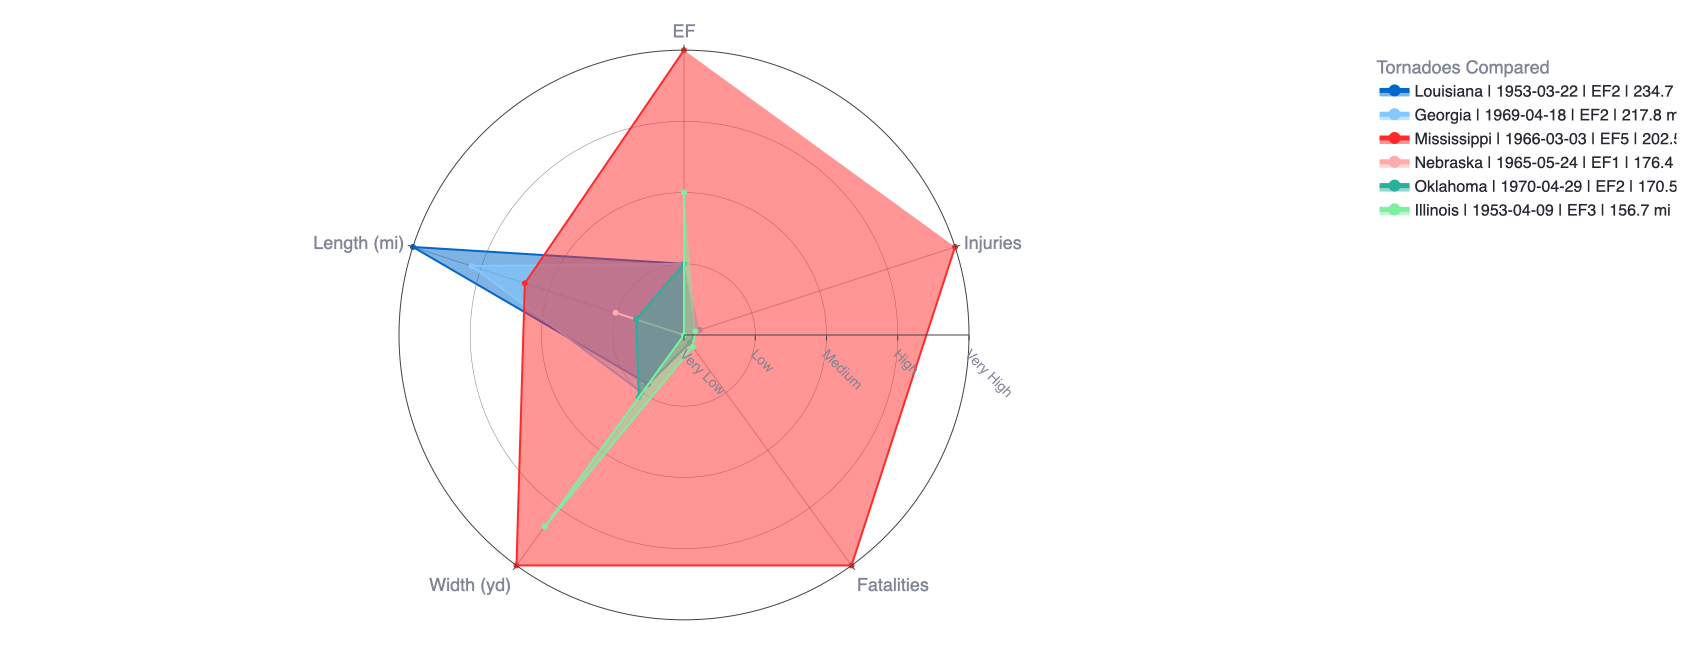 EF
Tornadoes Compared
Louisiana | 1953-03-22 | EF2 | 234.7
Georgia | 1969-04-18 | EF2 | 217.8
Mississippi | 1966-03-03 | EF5 | 202.
Nebraska | 1965-05-24 | EF1 | 176.4
Oklahoma | 1970-04-29 | EF2 | 170.5
Illinois | 1953-04-09 | EF3 | 156.7 mi
Length (mi)
Injuries
Very Low
Low
Medium
High
Very High
Width (yd)
Fatalities